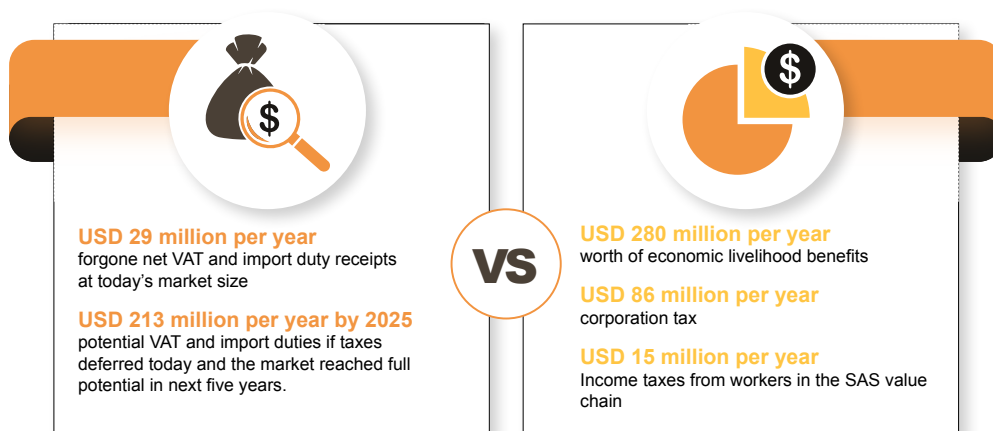 $
USD 29 million per year
forgone net VAT and import duty receipts
at today's market size
USD 213 million per year by 2025
potential VAT and import duties if taxes
deferred today and the market reached full
potential in next five years.
VS
$
USD 280 million per year
worth of economic livelihood benefits
USD 86 million per year
corporation tax
USD 15 million per year
Income taxes from workers in the SAS value
chain